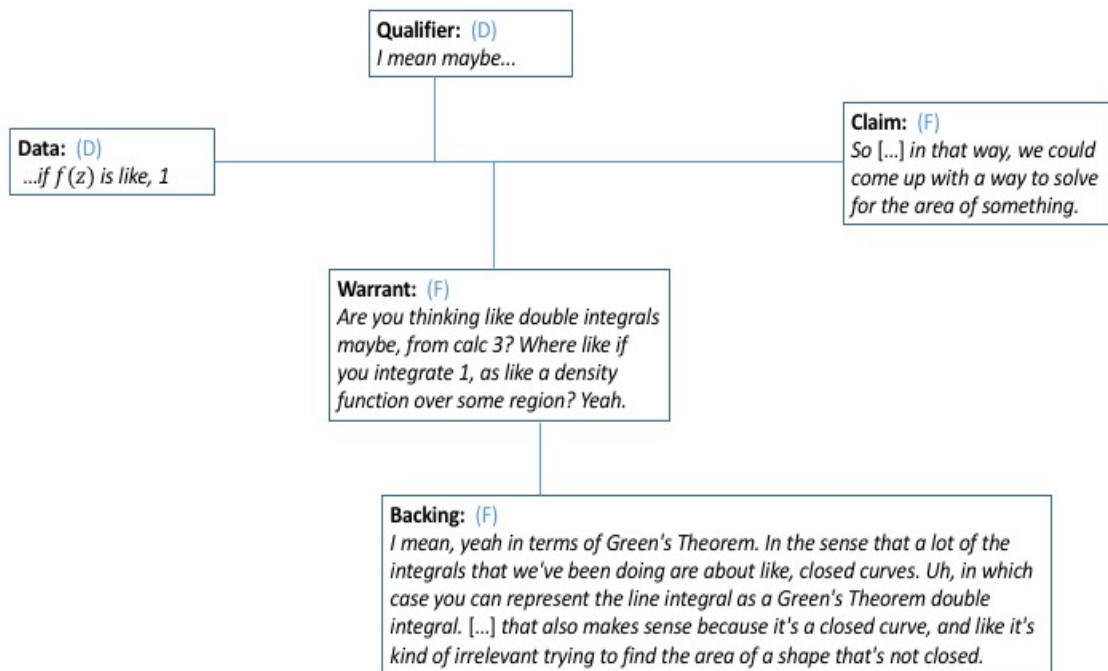 Qualifier: (D)
I mean maybe...
Data: (D)
...if f(z) is like, 1
Claim: (F)
So [...] in that way, we could
come up with a way to solve
for the area of something.
Warrant: (F)
Are you thinking like double integrals
maybe, from calc 3? Where like if
you integrate 1, as like a density
function over some region? Yeah.
Backing: (F)
I mean, yeah in terms of Green's Theorem. In the sense that a lot of the
integrals that we've been doing are about like, closed curves. Uh, in which
case you can represent the line integral as a Green's Theorem double
integral. [...] that also makes sense because it's a closed curve, and like it's
kind of irrelevant trying to find the area of a shape that's not closed.